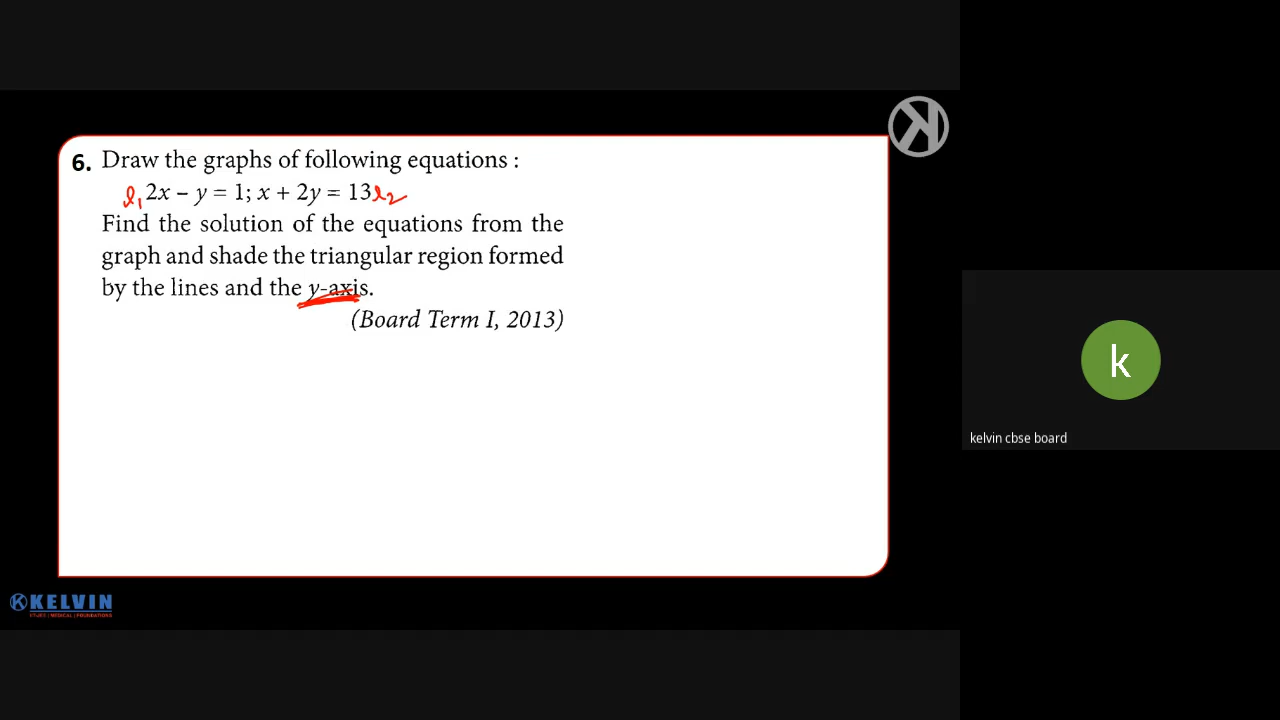 6. Draw the graphs of following equations :
l1 2x – y = 1; x + 2y = 13 l2
Find the solution of the equations from the
graph and shade the triangular region formed
by the lines and the y-axis.
(Board Term I, 2013)
k
kelvin cbse board
KELVIN